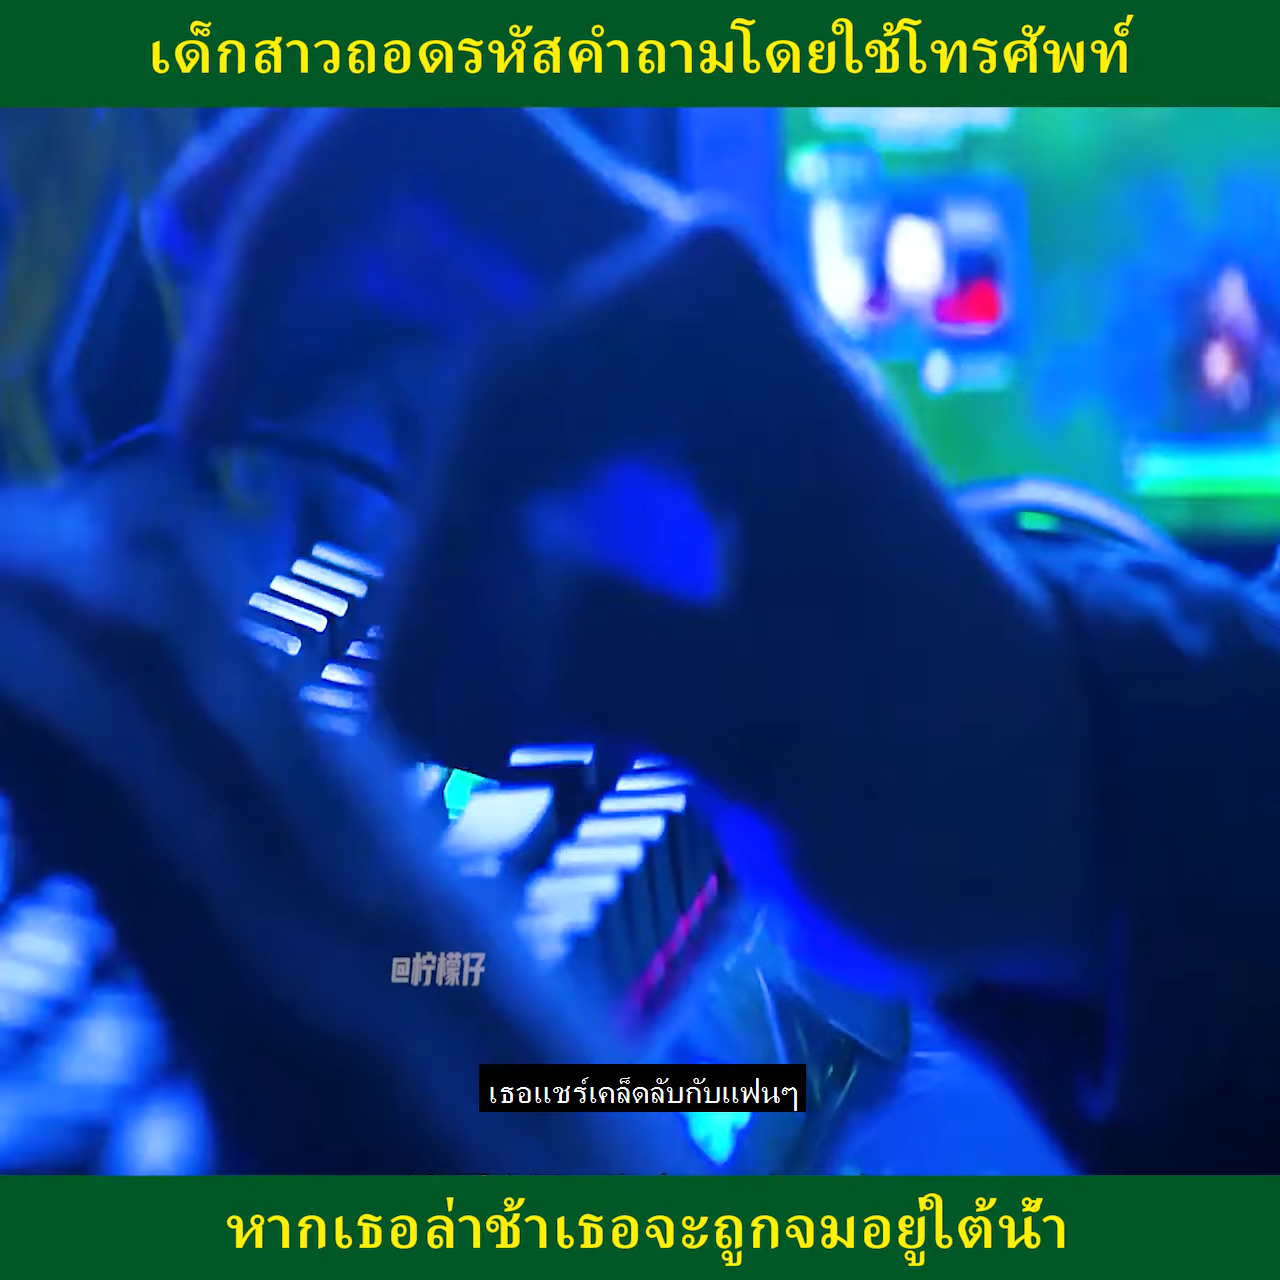 เด็กสาวถอดรหัสคำถามโดยใช้โทรศัพท์
@柠檬仔
เธอแชร์เคล็ดลับกับแฟนๆ
หากเธอล่าช้าเธอจะถูกจมอยู่ใต้น้ำ